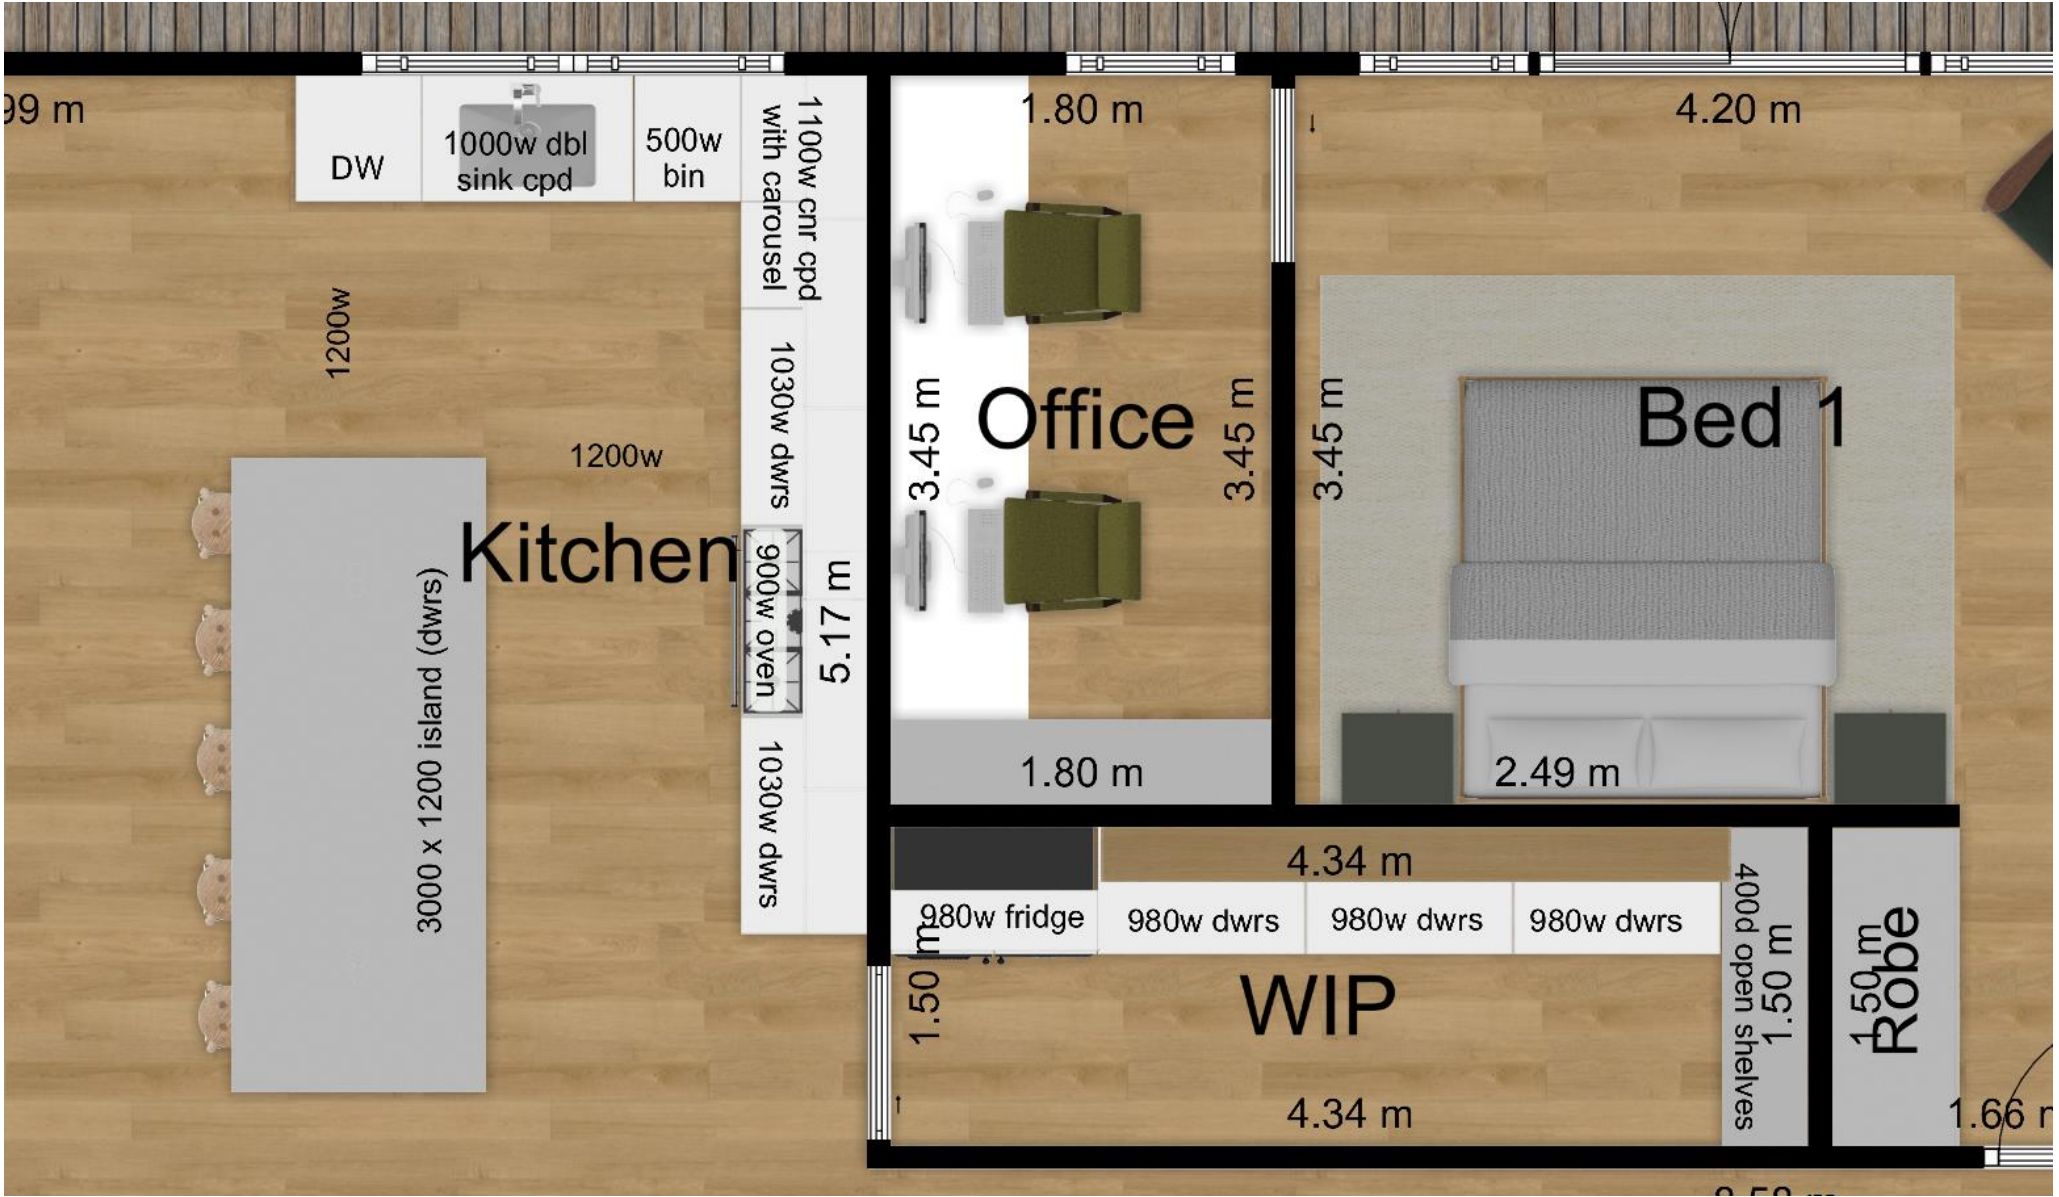 99 m
DW
1000w dbl
sink cpd
500w
bin
1100w cnr cpd
with carousel
1.80 m
4.20 m
1200w
1030w dwrs
1200w
Kitchen
900w oven
5.17 m
3000 x 1200 island (dwrs)
1030w dwrs
3.45 m
Office
3.45 m
3.45 m
Bed 1
1.80 m
2.49 m
4.34 m
980w fridge
980w dwrs
980w dwrs
980w dwrs
1.50 m
WIP
400d open shelves
1.50 m
1.50 m
Robe
4.34 m
1.66